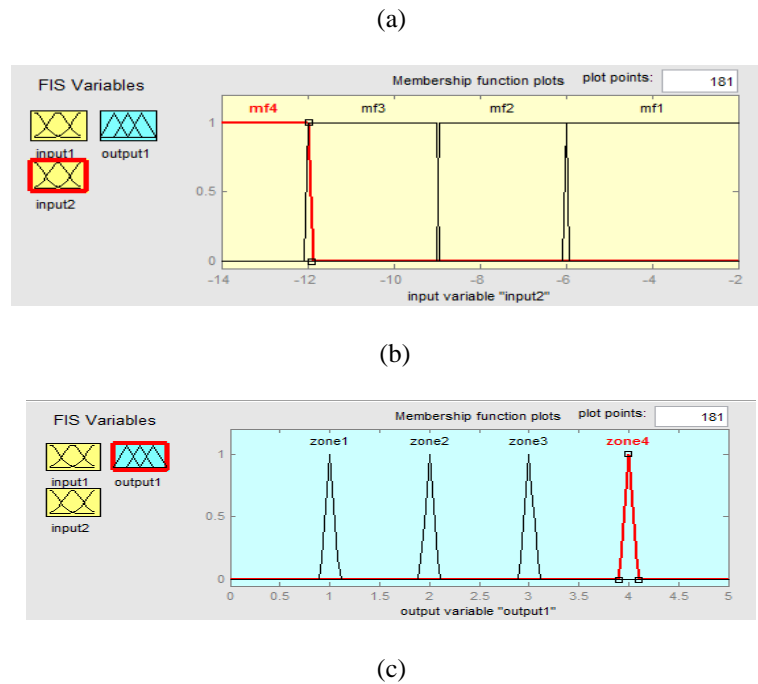 (a)
FIS Variables
Membership function plots plot points: 181
mf4 mf3 mf2 mf1
input1 output1
input2
1
0.5
0
-14 -12 -10 -8 -6 -4 -2
input variable "input2"
(b)
FIS Variables
Membership function plots plot points: 181
zone1 zone2 zone3 zone4
input1 output1
input2
1
0.5
0
0 0.5 1 1.5 2 2.5 3 3.5 4 4.5 5
output variable "output1"
(c)